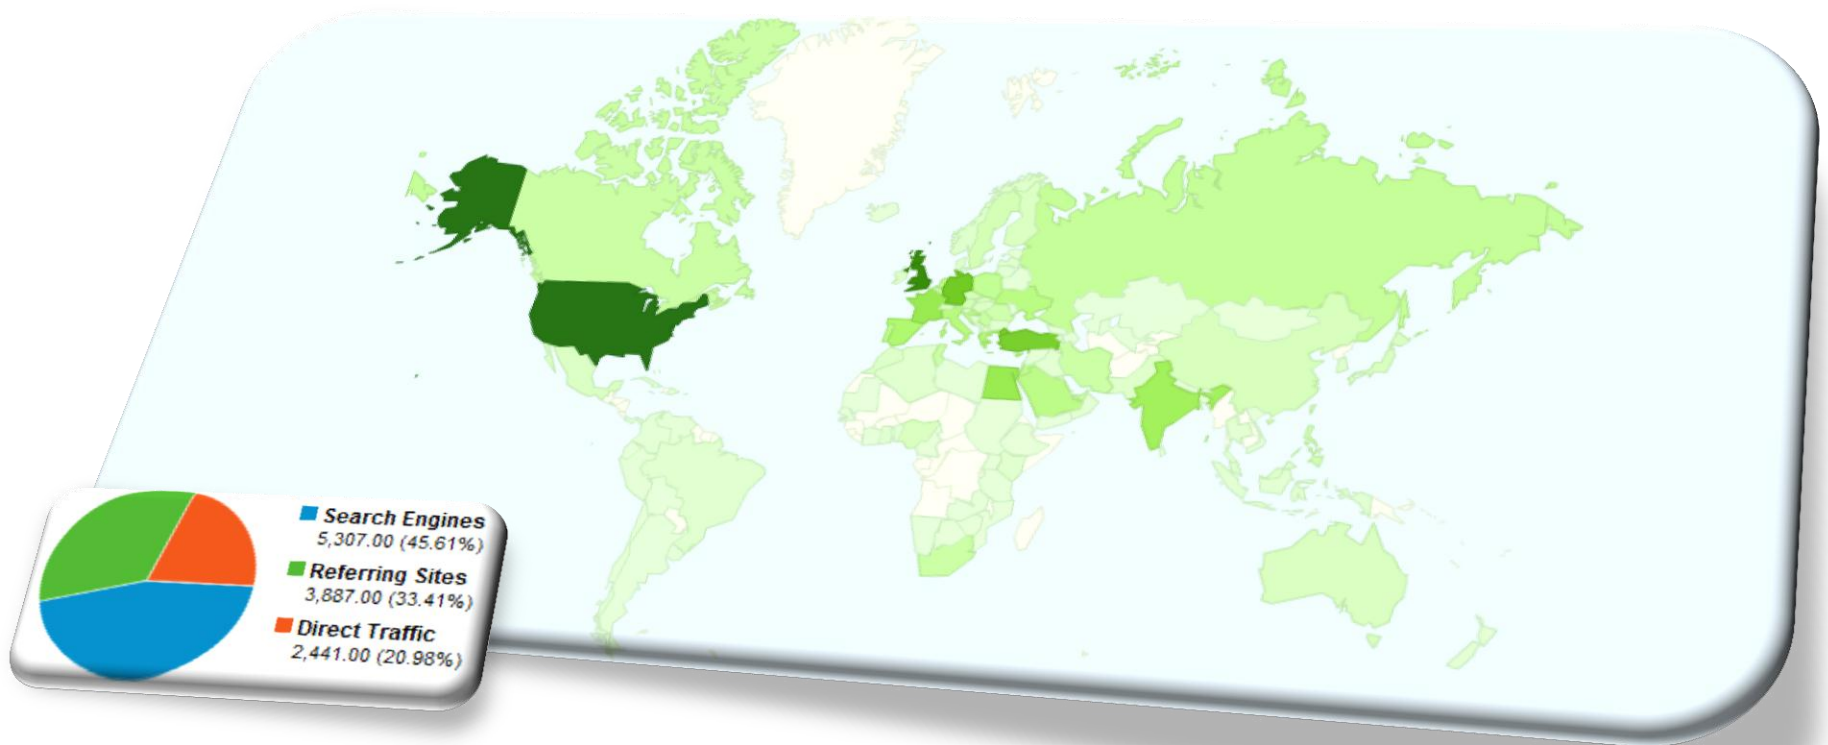 Search Engines
5,307.00 (45.61%)
Referring Sites
3,887.00 (33.41%)
Direct Traffic
2,441.00 (20.98%)